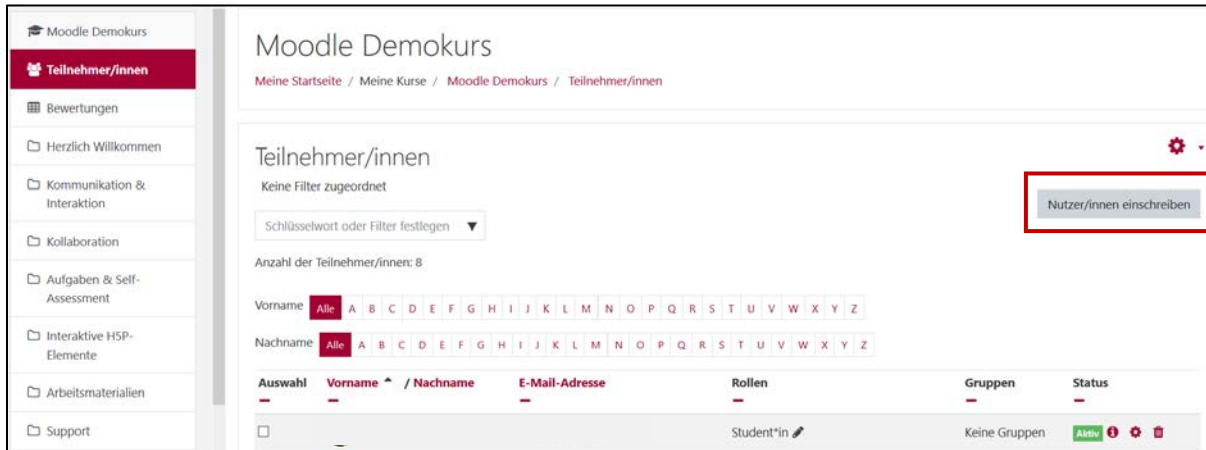 Moodle Demokurs
Teilnehmer/innen
Bewertungen
Herzlich Willkommen
Kommunikation &
Interaktion
Kollaboration
Aufgaben & Self-
Assessment
Interaktive H5P-
Elemente
Arbeitsmaterialien
Support
Moodle Demokurs
Meine Startseite / Meine Kurse / Moodle Demokurs / Teilnehmer/innen
Teilnehmer/innen
Keine Filter zugeordnet
Nutzer/innen einschreiben
Schlüsselwort oder Filter festlegen ▼
Anzahl der Teilnehmer/innen: 8
Vorname Alle A B C D E F G H I J K L M N O P Q R S T U V W X Y Z
Nachname Alle A B C D E F G H I J K L M N O P Q R S T U V W X Y Z
Auswahl Vorname / Nachname E-Mail-Adresse Rollen Gruppen Status
Student*in Keine Gruppen Aktiv